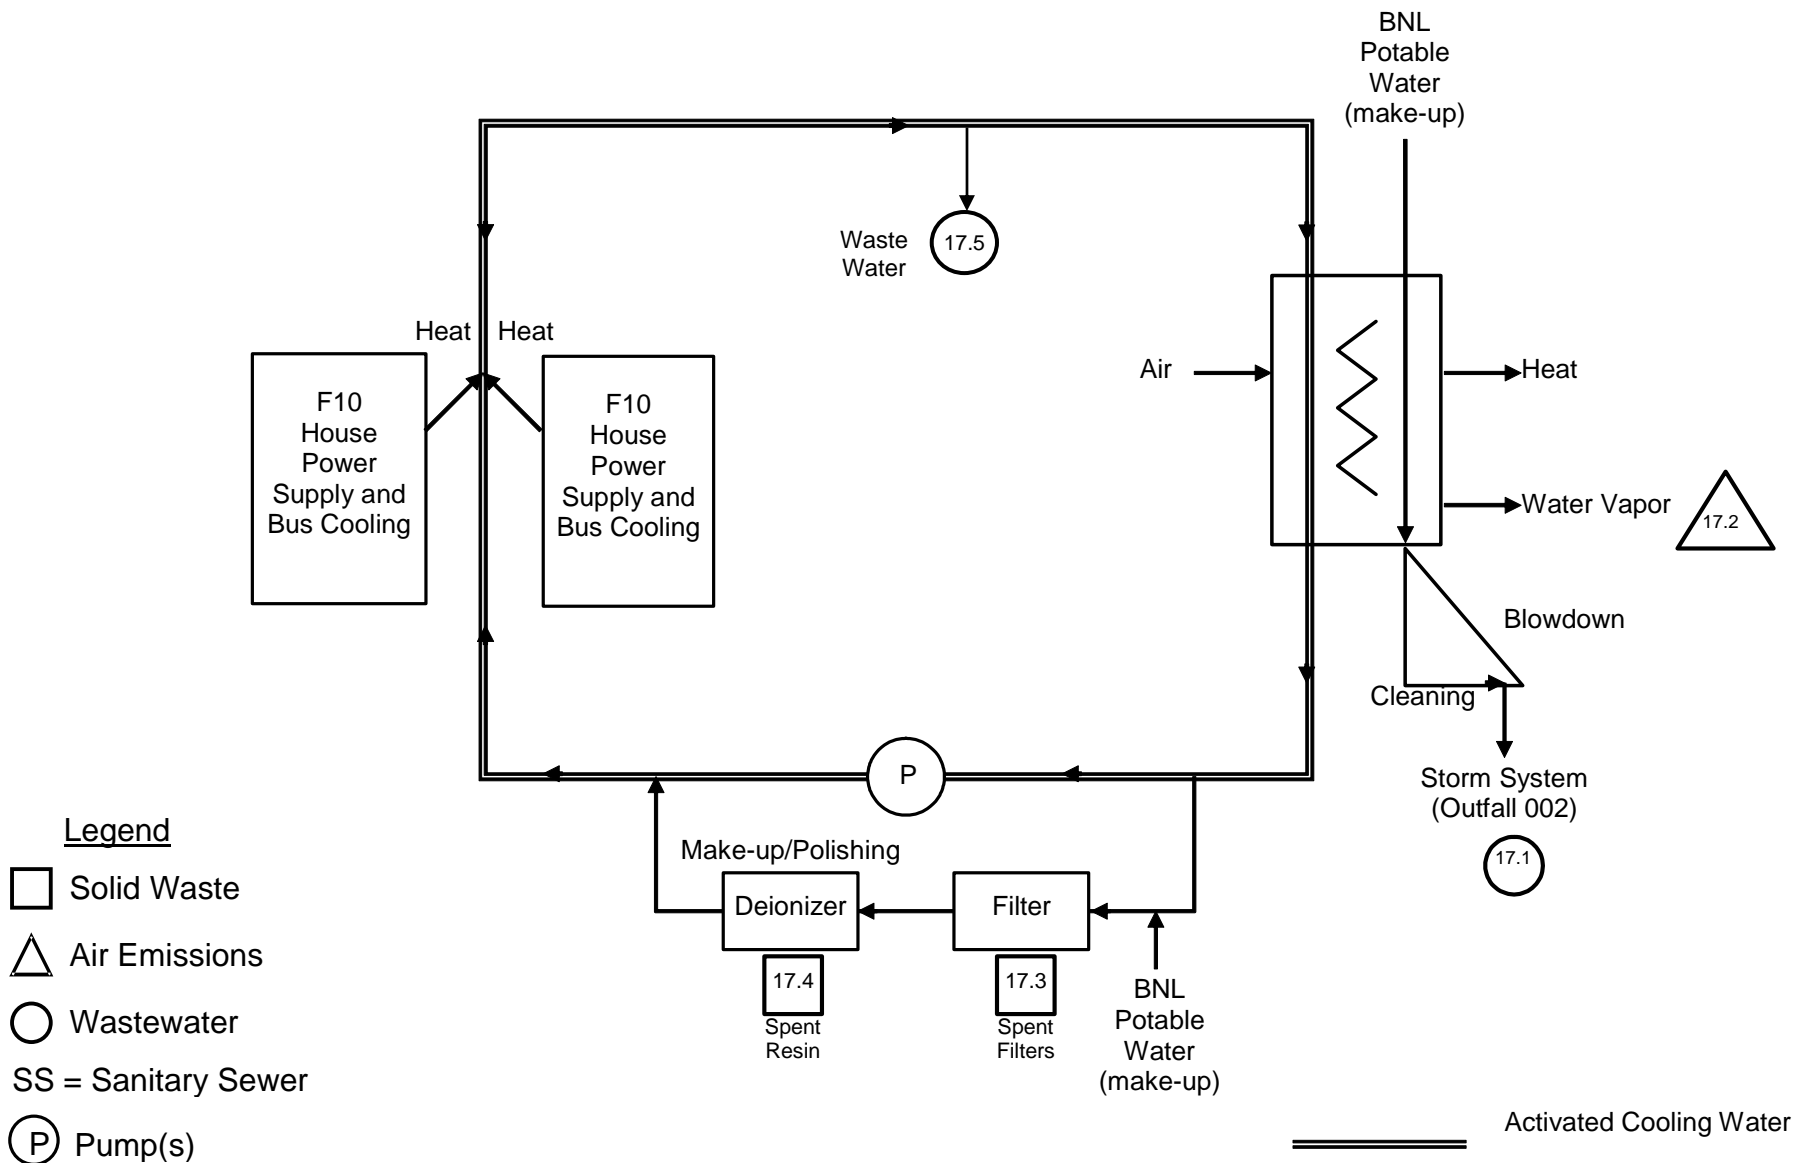 BNL
Potable
Water
(make-up)
Waste
Water
17.5
Heat
Heat
F10
House
Power
Supply and
Bus Cooling
F10
House
Power
Supply and
Bus Cooling
Air
Heat
Water Vapor
17.2
Blowdown
Cleaning
Storm System
(Outfall 002)
17.1
P
Make-up/Polishing
Deionizer
Filter
17.4
Spent
Resin
17.3
Spent
Filters
BNL
Potable
Water
(make-up)
Legend
Solid Waste
Air Emissions
Wastewater
SS = Sanitary Sewer
P Pump(s)
Activated Cooling Water